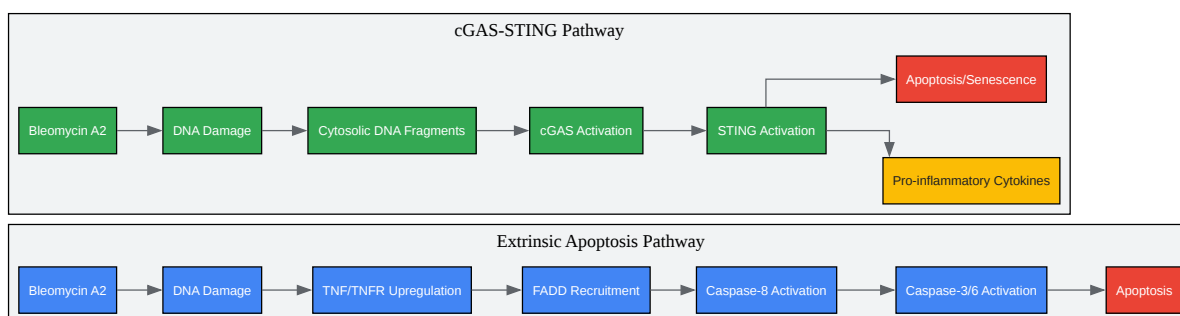 cGAS-STING Pathway
Apoptosis/Senescence
Bleomycin A2
DNA Damage
Cytosolic DNA Fragments
cGAS Activation
STING Activation
Pro-inflammatory Cytokines
Extrinsic Apoptosis Pathway
Bleomycin A2
DNA Damage
TNF/TNFR Upregulation
FADD Recruitment
Caspase-8 Activation
Caspase-3/6 Activation
Apoptosis